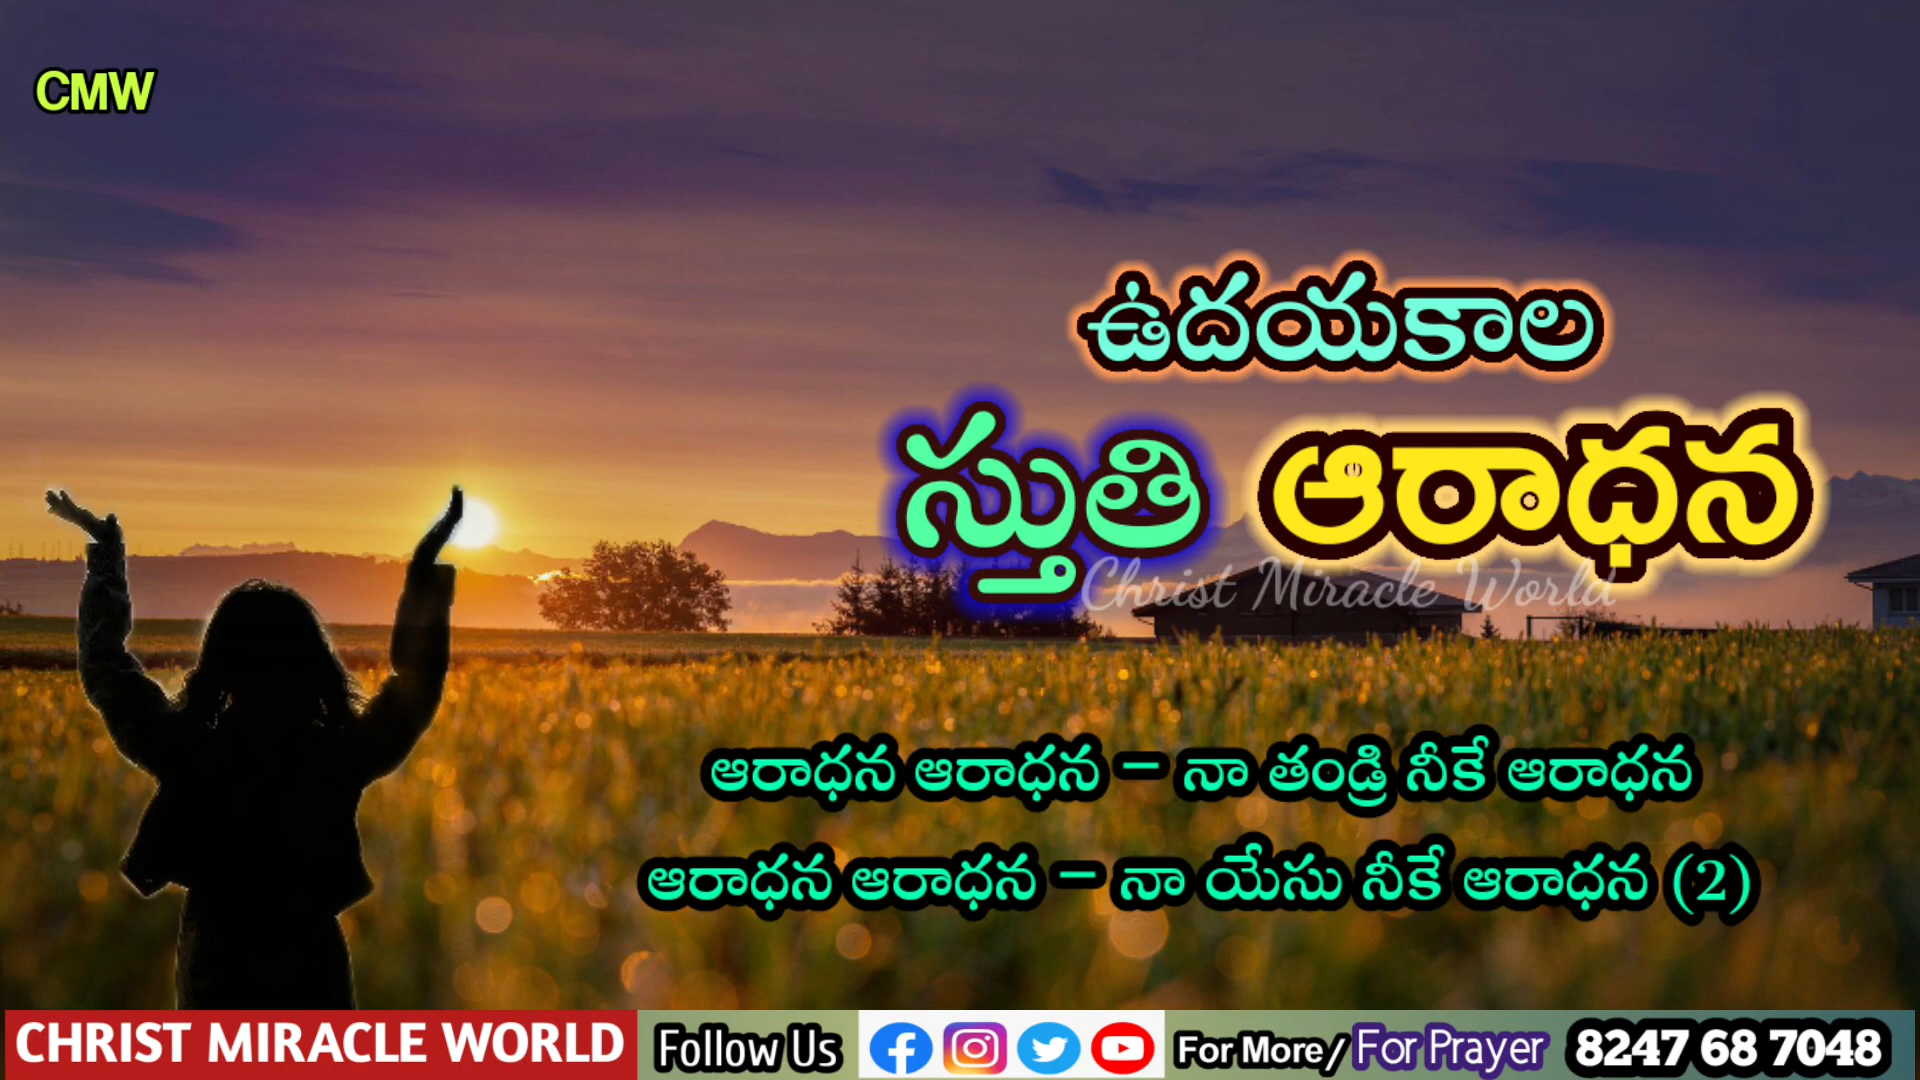 CMW
ఉదయకాల
స్తుతి ఆరాధన
Christ Miracle World
ఆరాధన ఆరాధన – నా తండ్రి నీకే ఆరాధన
ఆరాధన ఆరాధన – నా యేసు నీకే ఆరాధన (2)
CHRIST MIRACLE WORLD Follow Us For More/For Prayer 8247 68 7048